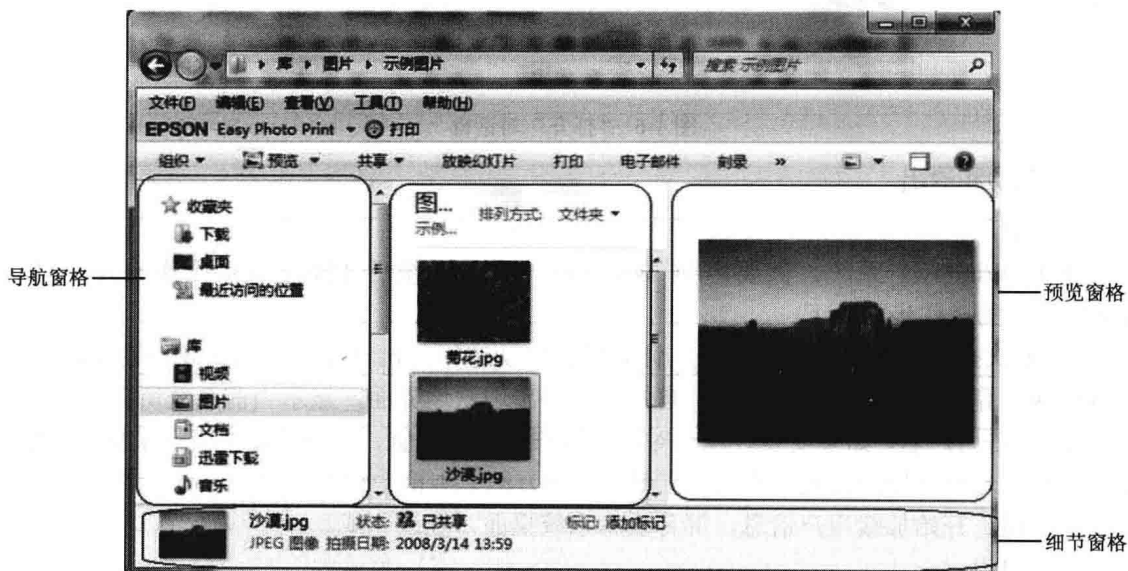 库 ▸ 图片 ▸ 示例图片
搜索 示例图片
文件(F) 编辑(E) 查看(V) 工具(T) 帮助(H)
EPSON Easy Photo Print 打印
组织 预览 共享 放映幻灯片 打印 电子邮件 刻录 »
收藏夹
下载
桌面
最近访问的位置
库
视频
图片
文档
迅雷下载
音乐
图...
示例...
排列方式: 文件夹
菊花.jpg
沙漠.jpg
沙漠.jpg 状态: 已共享 标记: 添加标记
JPEG 图像 拍摄日期: 2008/3/14 13:59
导航窗格
预览窗格
细节窗格